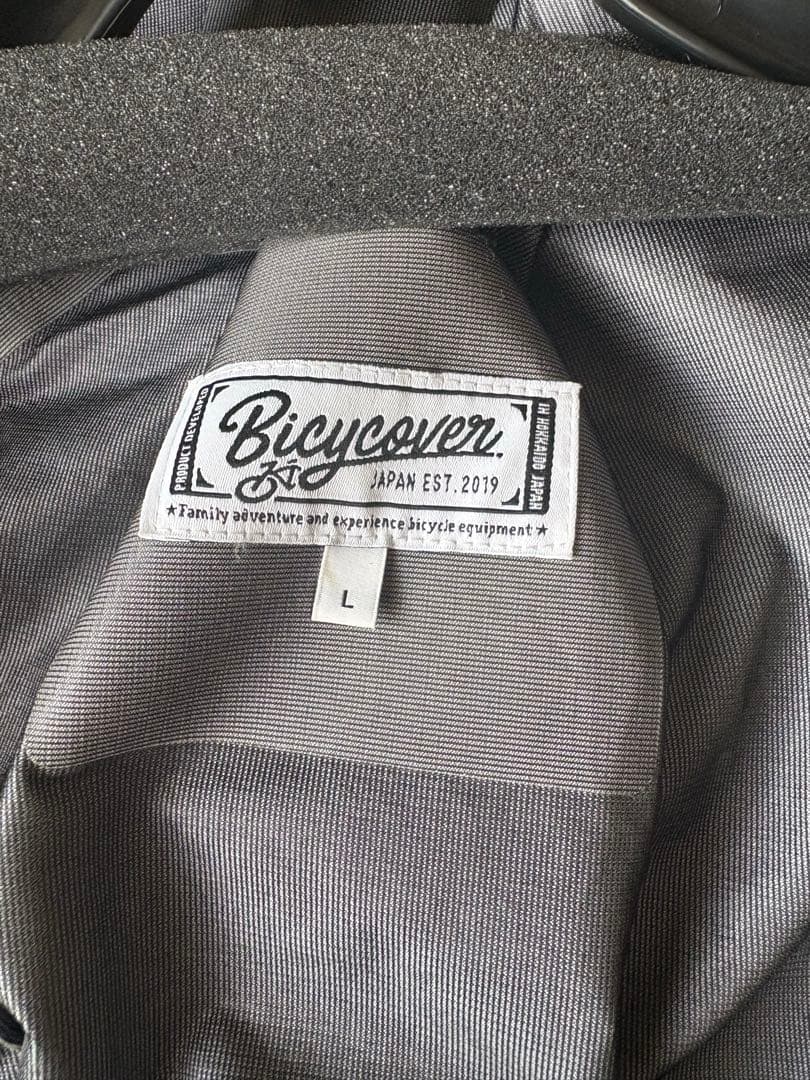 PRODUCT DEVELOPED
Bicycover.
JAPAN EST.2019
IN HOKKAIDO JAPAN
★Family adventure and experience bicycle equipment★
L